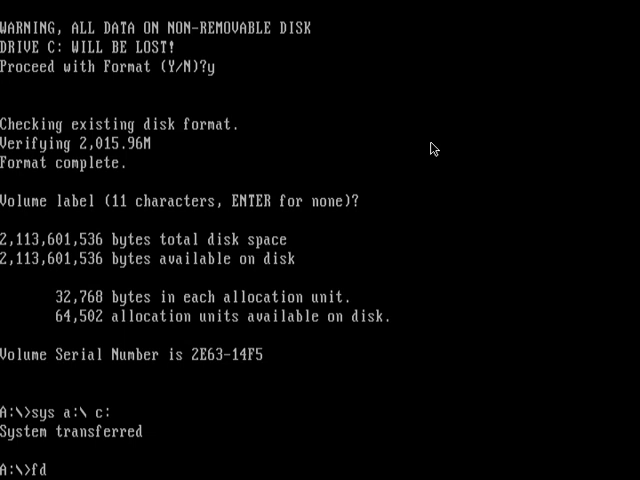 WARNING, ALL DATA ON NON-REMOVABLE DISK
DRIVE C: WILL BE LOST!
Proceed with Format (Y/N)?y
Checking existing disk format.
Verifying 2,015.96M
Format complete.
Volume label (11 characters, ENTER for none)?
2,113,601,536 bytes total disk space
2,113,601,536 bytes available on disk
32,768 bytes in each allocation unit.
64,502 allocation units available on disk.
Volume Serial Number is 2E63-14F5
A:\>sys a:\ c:
System transferred
A:\>fd